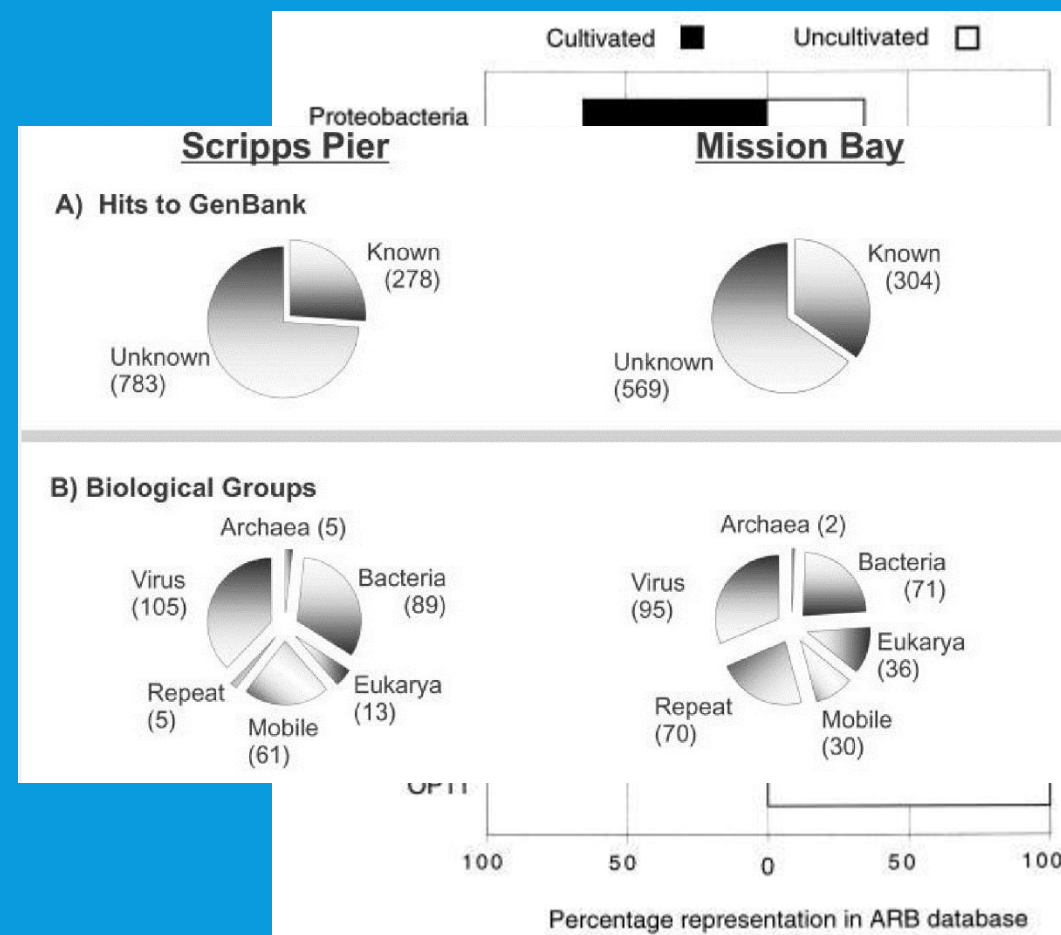 Cultivated Uncultivated
Proteobacteria
Scripps Pier Mission Bay
A) Hits to GenBank
Known
(278)
Unknown
(783)
Known
(304)
Unknown
(569)
B) Biological Groups
Archaea (5)
Virus
(105)
Bacteria
(89)
Repeat
(5)
Eukarya
(13)
Mobile
(61)
Archaea (2)
Virus
(95)
Bacteria
(71)
Eukarya
(36)
Repeat
(70)
Mobile
(30)
100 50 0 50 100
Percentage representation in ARB database